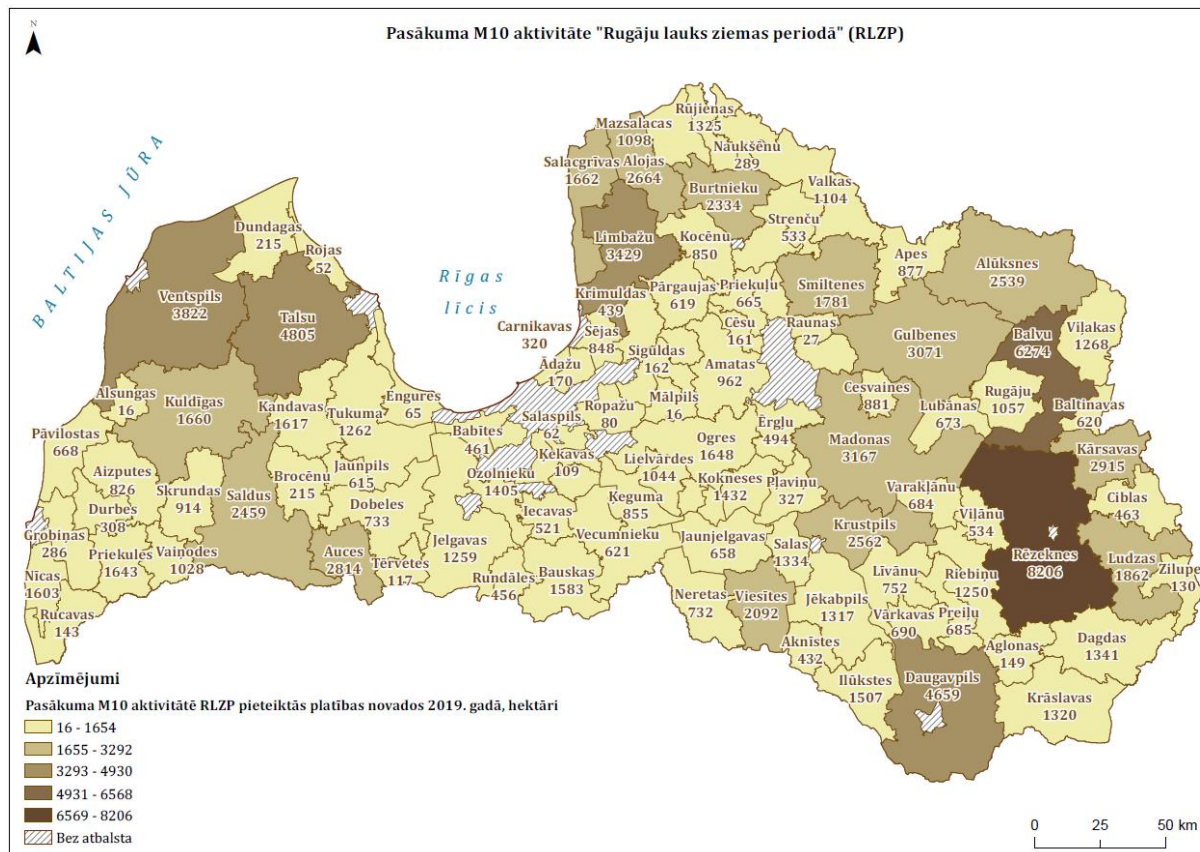 N
Pasākuma M10 aktivitāte "Rugāju lauks ziemas periodā" (RLZP)
BALTIJAS JŪRA
Rīgas
līcis
Rūjienas
1325
Mazsalacas
1098
Naukšēnu
289
Salacgrīvas
1662
Alojas
2664
Burtnieku
2334
Valkas
1104
Dundagas
215
Rojas
52
Limbažu
3429
Strenču
533
Kocēnu
850
Apes
877
Alūksnes
2539
Ventspils
3822
Talsu
4805
Krimuldas
439
Pārgaujas
619
Priekuļu
665
Smiltenes
1781
Carnikavas
320
Sējas
848
Cēsu
161
Raunas
27
Gulbenes
3071
Balvu
6274
Viļakas
1268
Ādažu
170
Siguldas
162
Amatas
962
Alsungas
16
Kuldīgas
1660
Kandavas
1617
Tukuma
1262
Engures
65
Salaspils
62
Ropažu
80
Mālpils
16
Cesvaines
881
Lubānas
673
Rugāju
1057
Baltinavas
620
Pāvilostas
668
Babītes
461
Ērgļu
494
Madonas
3167
Kārsavas
2915
Aizputes
826
Skrundas
914
Saldus
2459
Brocēnu
215
Jaunpils
615
Dobeles
733
Ozolnieku
1405
Ķekavas
109
Lielvārdes
1044
Ogres
1648
Kokneses
1432
Pļaviņu
327
Varakļānu
684
Viļānu
534
Ciblas
463
Durbes
308
Iecavas
521
Ķeguma
855
Grobiņas
286
Priekules
1643
Vaiņodes
1028
Auces
2814
Tērvetes
117
Jelgavas
1259
Vecumnieku
621
Jaunjelgavas
658
Salas
1334
Krustpils
2562
Rēzeknes
8206
Ludzas
1862
Zilupe
130
Nīcas
1603
Rucavas
143
Rundāles
456
Bauskas
1583
Neretas
732
Viesītes
2092
Jēkabpils
1317
Līvānu
752
Riebiņu
1250
Vārkavas
690
Preiļu
685
Aknīstes
432
Aglonas
149
Dagdas
1341
Ilūkstes
1507
Daugavpils
4659
Krāslavas
1320
Apzīmējumi
Pasākuma M10 aktivitātē RLZP pieteiktās platības novados 2019. gadā, hektāri
16 - 1654
1655 - 3292
3293 - 4930
4931 - 6568
6569 - 8206
Bez atbalsta
0 25 50 km